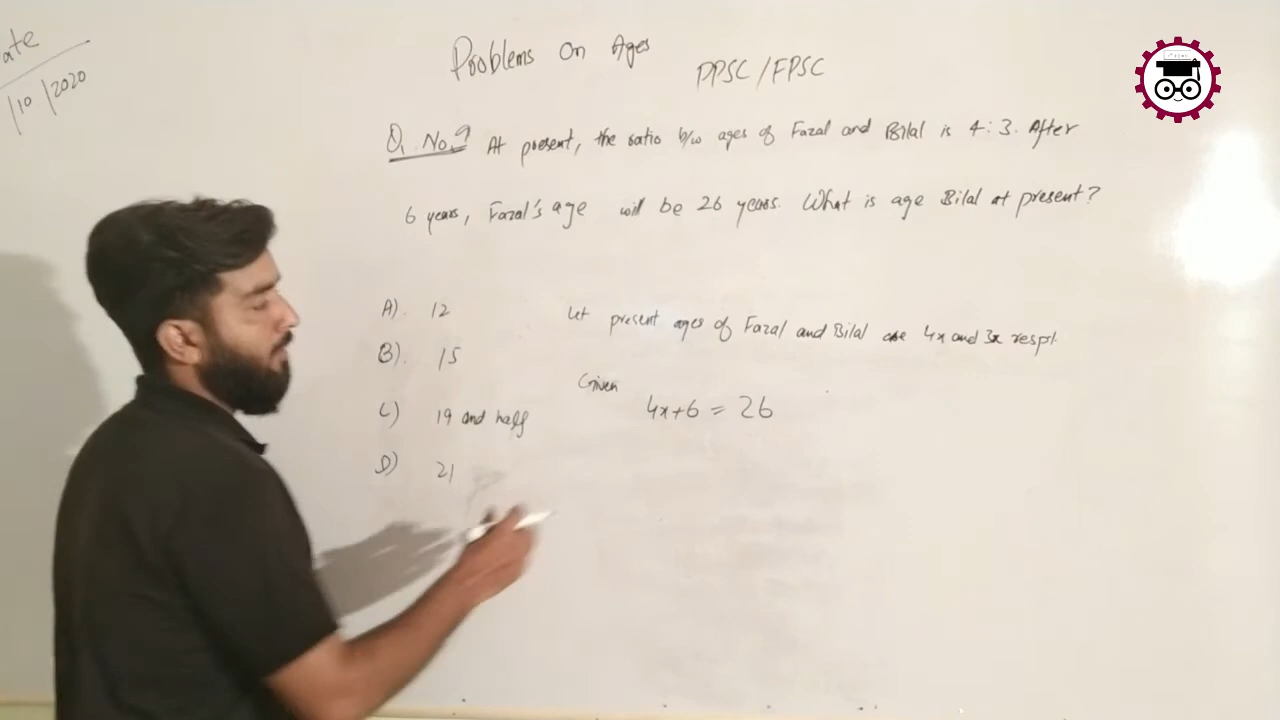 ate
/10/2020
Problems On Ages
PPSC/FPSC
Q. No.9 At present, the ratio b/w ages of Fazal and Bilal is 4:3. After
6 years, Fazal's age will be 26 years. What is age Bilal at present?
A). 12
B). 15
C) 19 and half
D) 21
Let present ages of Fazal and Bilal are 4x and 3x respt.
Given
4x+6 = 26